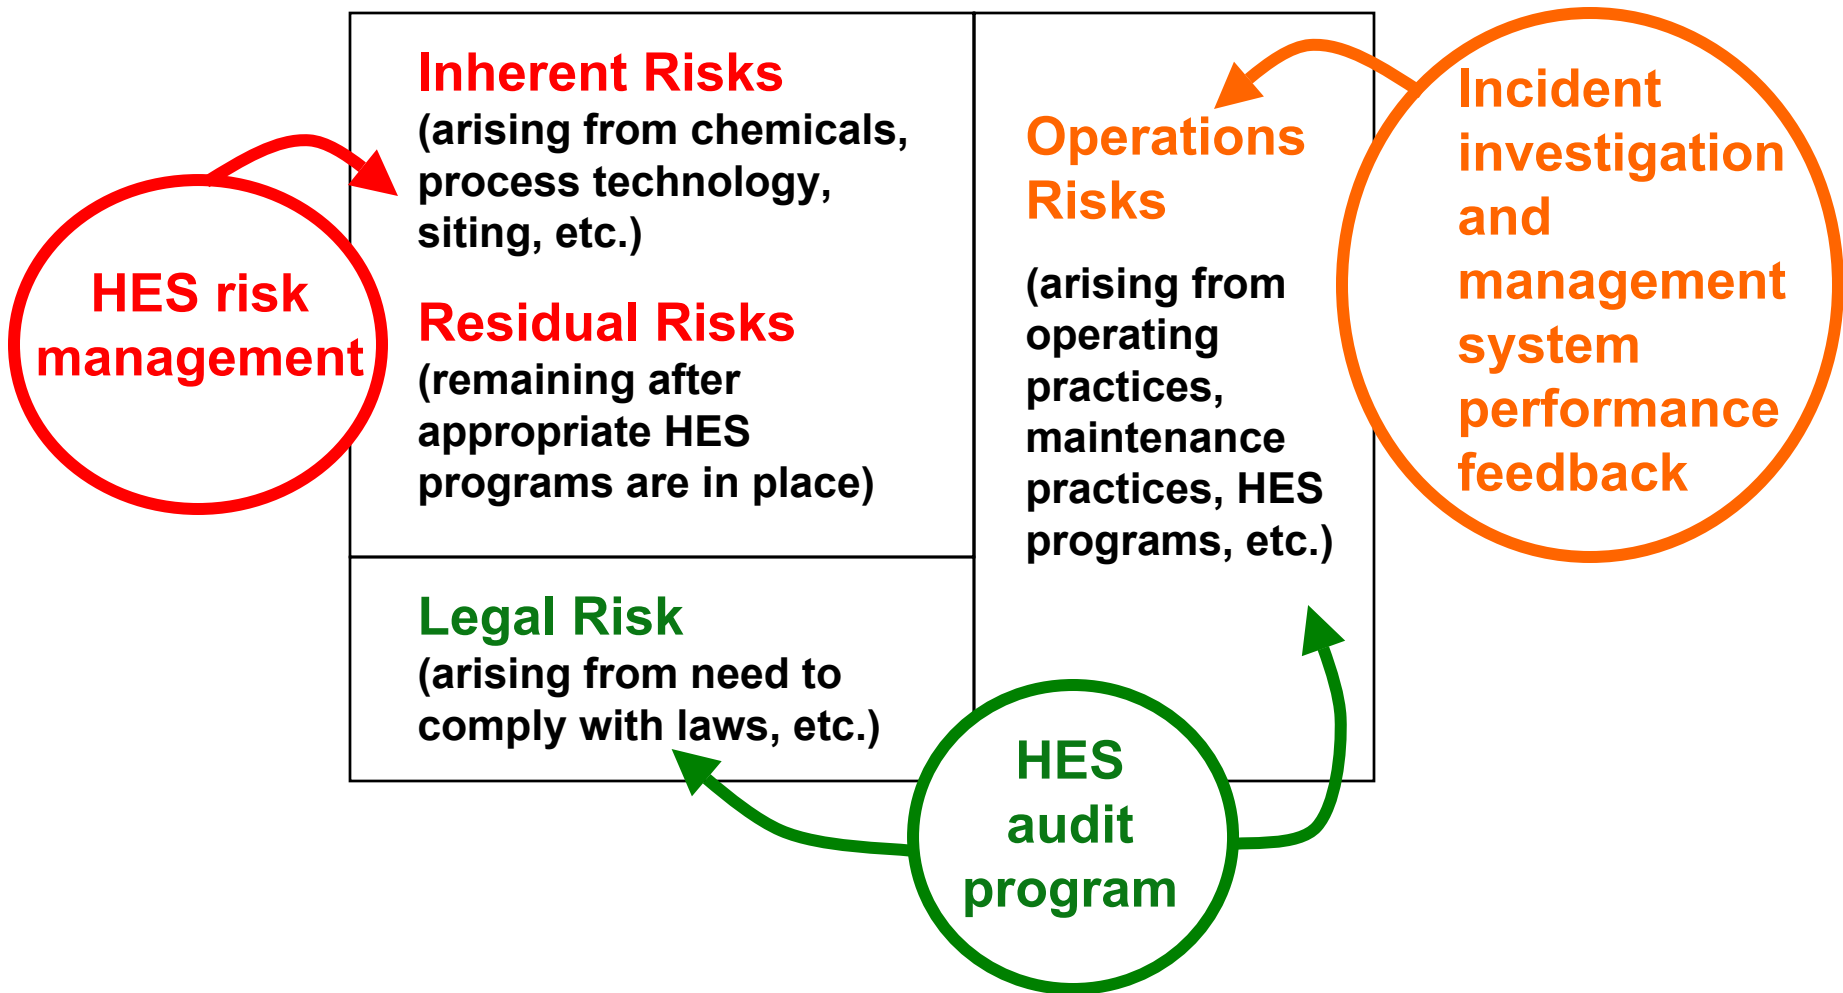 HES risk
management
Inherent Risks
(arising from chemicals,
process technology,
siting, etc.)
Residual Risks
(remaining after
appropriate HES
programs are in place)
Legal Risk
(arising from need to
comply with laws, etc.)
Operations
Risks
(arising from
operating
practices,
maintenance
practices, HES
programs, etc.)
HES
audit
program
Incident
investigation
and
management
system
performance
feedback